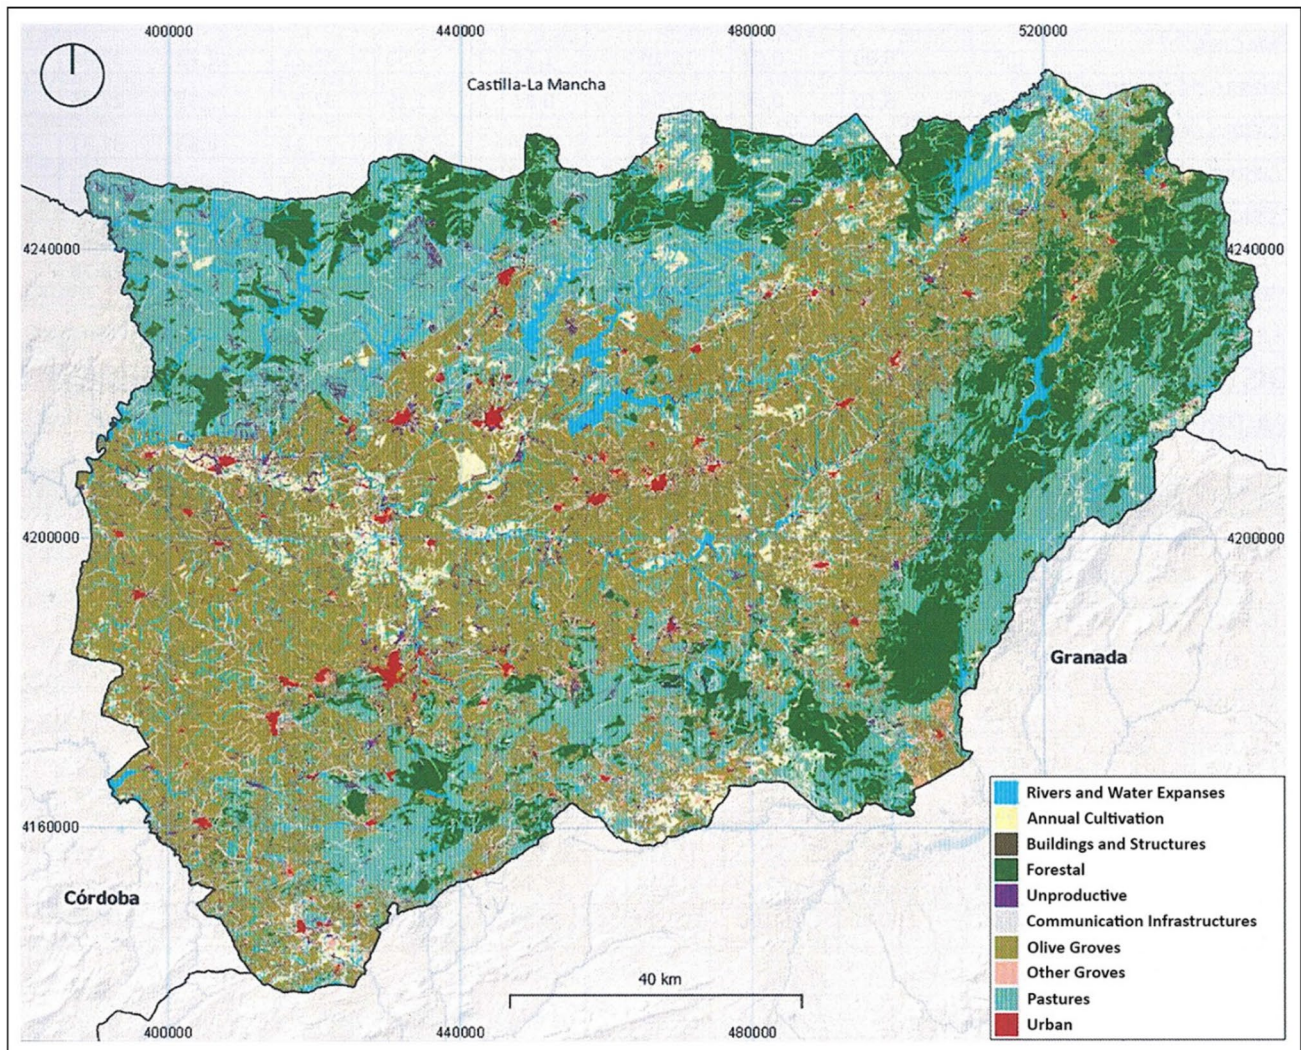 400000
440000
480000
520000
Castilla-La Mancha
4240000
4240000
4200000
4200000
Granada
4160000
Córdoba
40 km
400000
440000
480000
Rivers and Water Expanses
Annual Cultivation
Buildings and Structures
Forestal
Unproductive
Communication Infrastructures
Olive Groves
Other Groves
Pastures
Urban